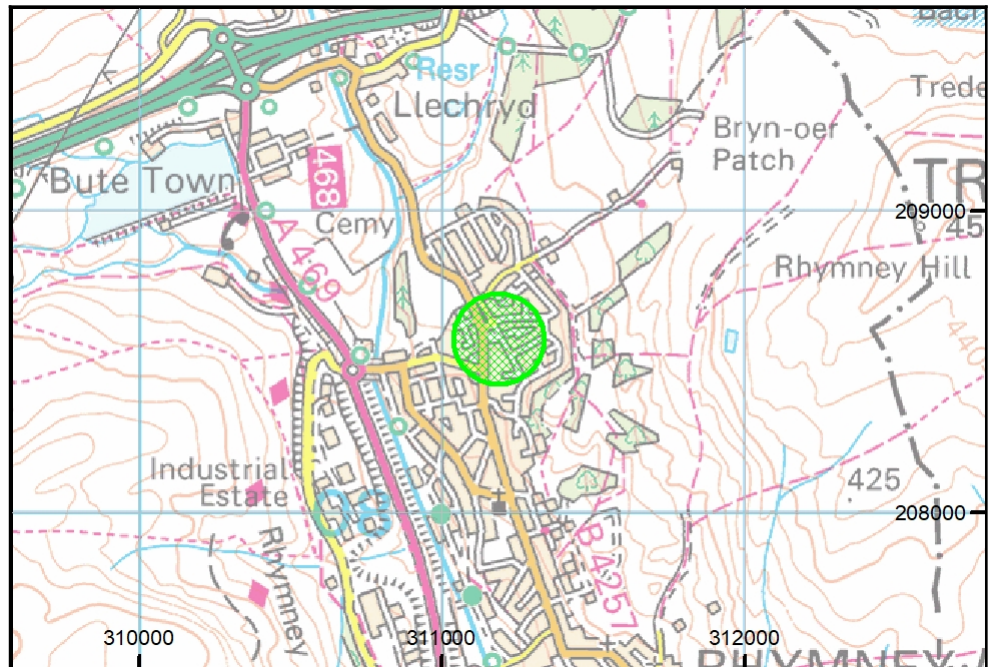 Resr
Llechryd
Trede
Bryn-oer
Patch
TR
Bute Town
468
209000
45
Cemy
A 469
Rhymney Hill
440
Industrial
Estate
425
08
208000
B 4257
Rhymney
310000
311000
312000
RHYMNEY